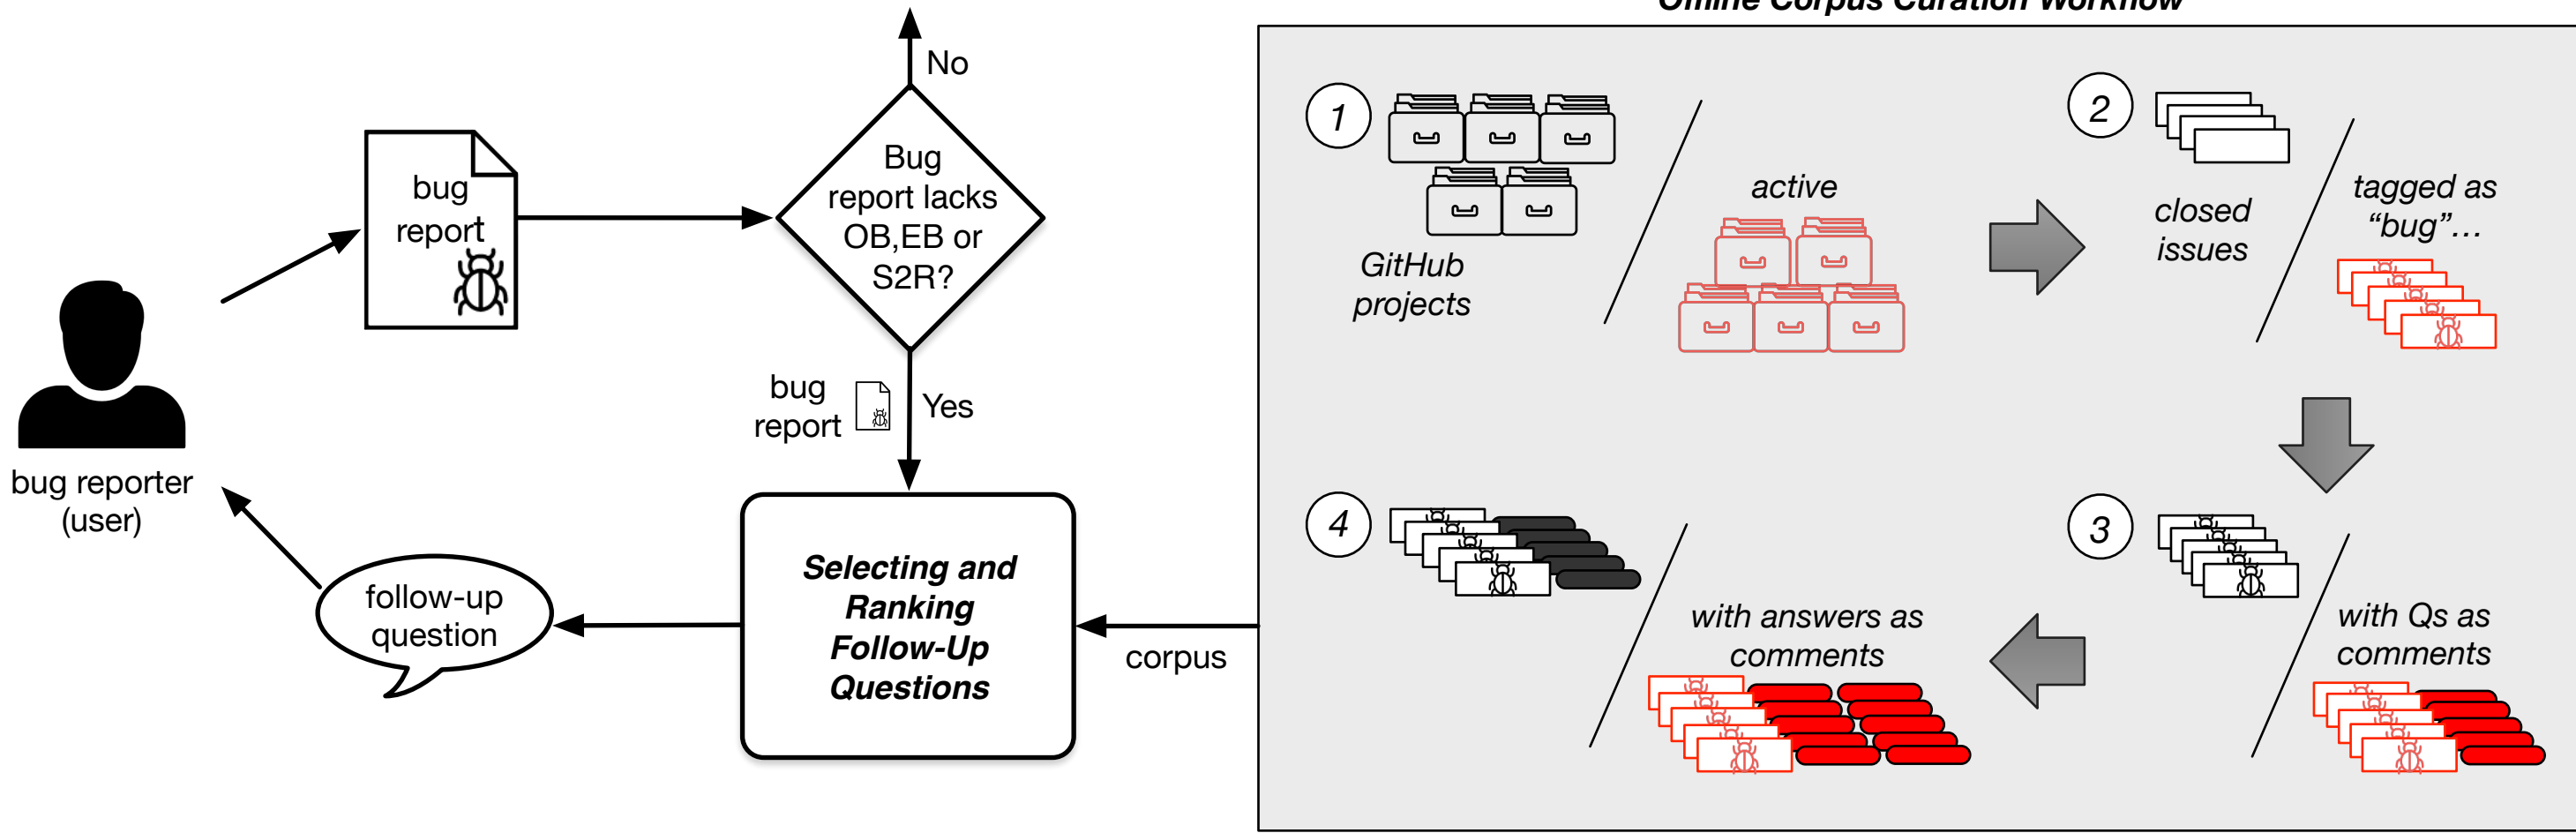 Offline Corpus Curation Workflow
No
bug
report
Bug
report lacks
OB,EB or
S2R?
bug
report
Yes
bug reporter
(user)
follow-up
question
Selecting and
Ranking
Follow-Up
Questions
corpus
1
GitHub
projects
active
2
closed
issues
tagged as
“bug”…
3
with Qs as
comments
4
with answers as
comments